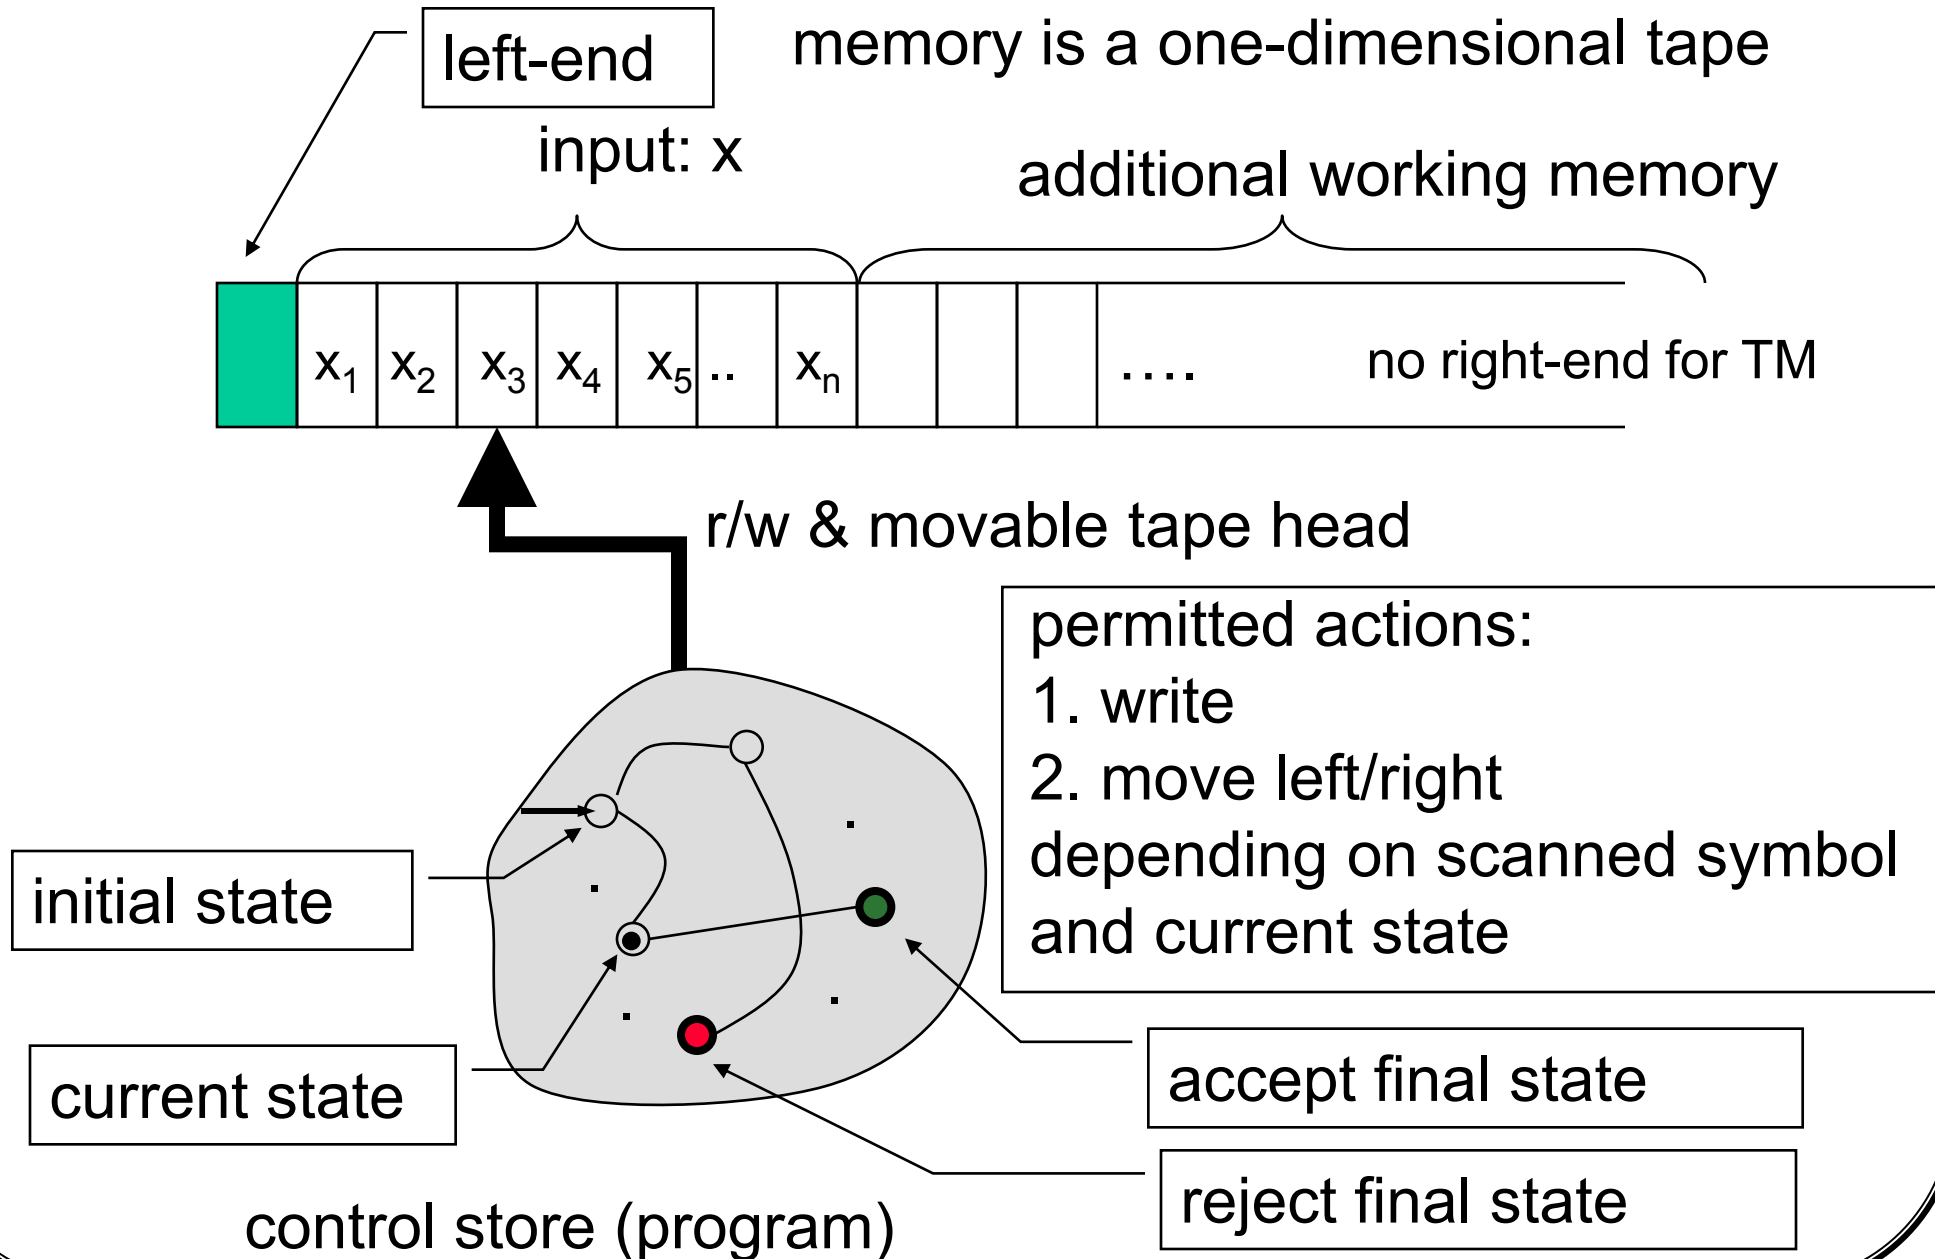 left-end
memory is a one-dimensional tape
input: x
additional working memory
x₁ x₂ x₃ x₄ x₅ .. xₙ .... no right-end for TM
r/w & movable tape head
permitted actions:
1. write
2. move left/right
depending on scanned symbol
and current state
initial state
current state
accept final state
reject final state
control store (program)